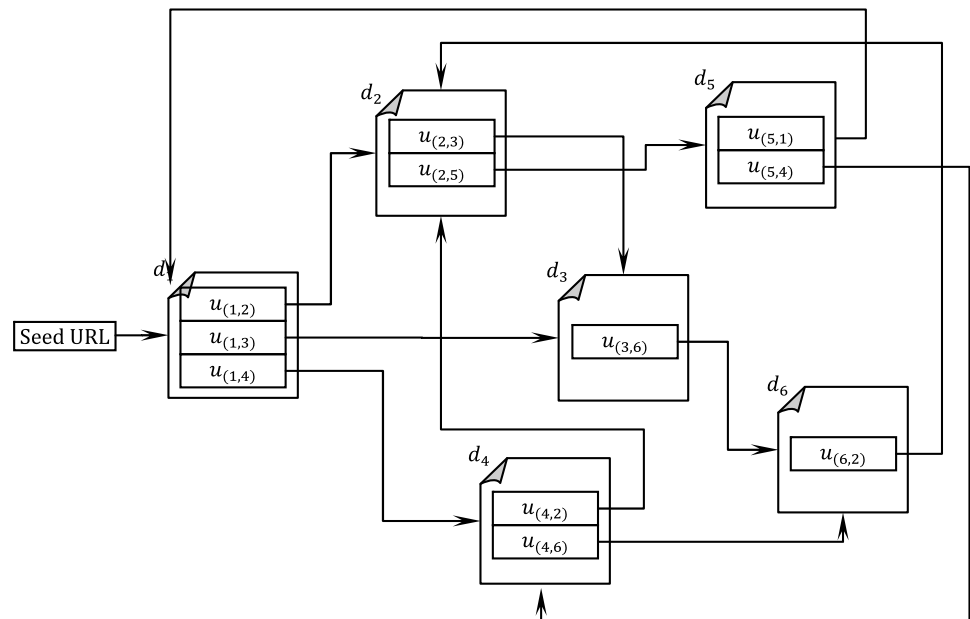 d₂
d₅
u₍₂,₃₎
u₍₂,₅₎
u₍₅,₁₎
u₍₅,₄₎
d
d₃
u₍₁,₂₎
u₍₁,₃₎
u₍₁,₄₎
Seed URL
u₍₃,₆₎
d₆
u₍₆,₂₎
d₄
u₍₄,₂₎
u₍₄,₆₎